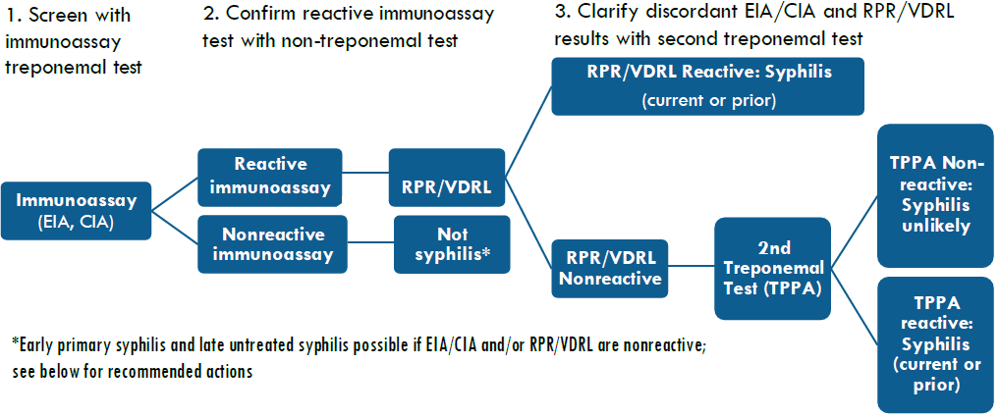 1. Screen with
immunoassay
treponemal test
2. Confirm reactive immunoassay
test with non-treponemal test
3. Clarify discordant EIA/CIA and RPR/VDRL
results with second treponemal test
RPR/VDRL Reactive: Syphilis
(current or prior)
Reactive
immunoassay
RPR/VDRL
Immunoassay
(EIA, CIA)
Nonreactive
immunoassay
Not
syphilis*
RPR/VDRL
Nonreactive
2nd
Treponemal
Test (TPPA)
TPPA Non-
reactive:
Syphilis
unlikely
TPPA
reactive:
Syphilis
(current or
prior)
*Early primary syphilis and late untreated syphilis possible if EIA/CIA and/or RPR/VDRL are nonreactive;
see below for recommended actions